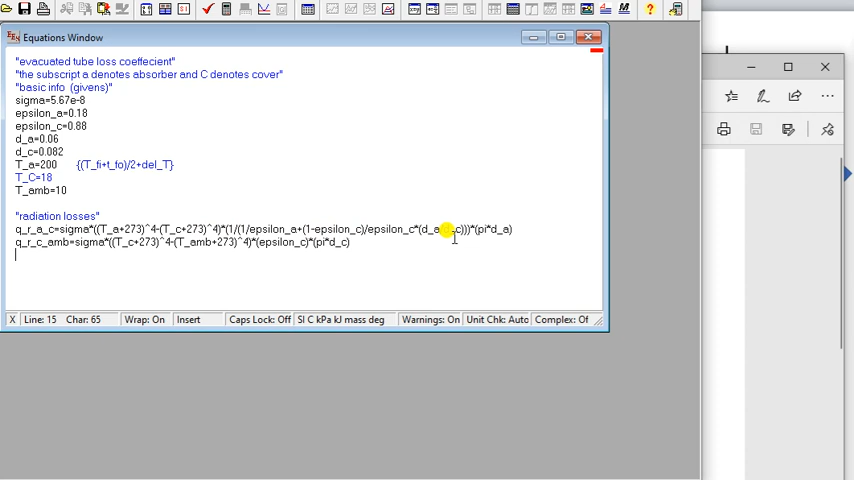 Equations Window
"evacuated tube loss coeffecient"
"the subscript a denotes absorber and C denotes cover"
"basic info (givens)"
sigma=5.67e-8
epsilon_a=0.18
epsilon_c=0.88
d_a=0.06
d_c=0.082
T_a=200 {(T_fi+t_fo)/2+del_T}
T_C=18
T_amb=10
"radiation losses"
q_r_a_c=sigma*((T_a+273)^4-(T_c+273)^4)*(1/(1/epsilon_a+(1-epsilon_c)/epsilon_c*(d_a/d_c)))*(pi*d_a)
q_r_c_amb=sigma*((T_c+273)^4-(T_amb+273)^4)*(epsilon_c)*(pi*d_c)
X Line: 15 Char: 65 Wrap: On Insert Caps Lock: Off SI C kPa kJ mass deg Warnings: On Unit Chk: Auto Complex: Of